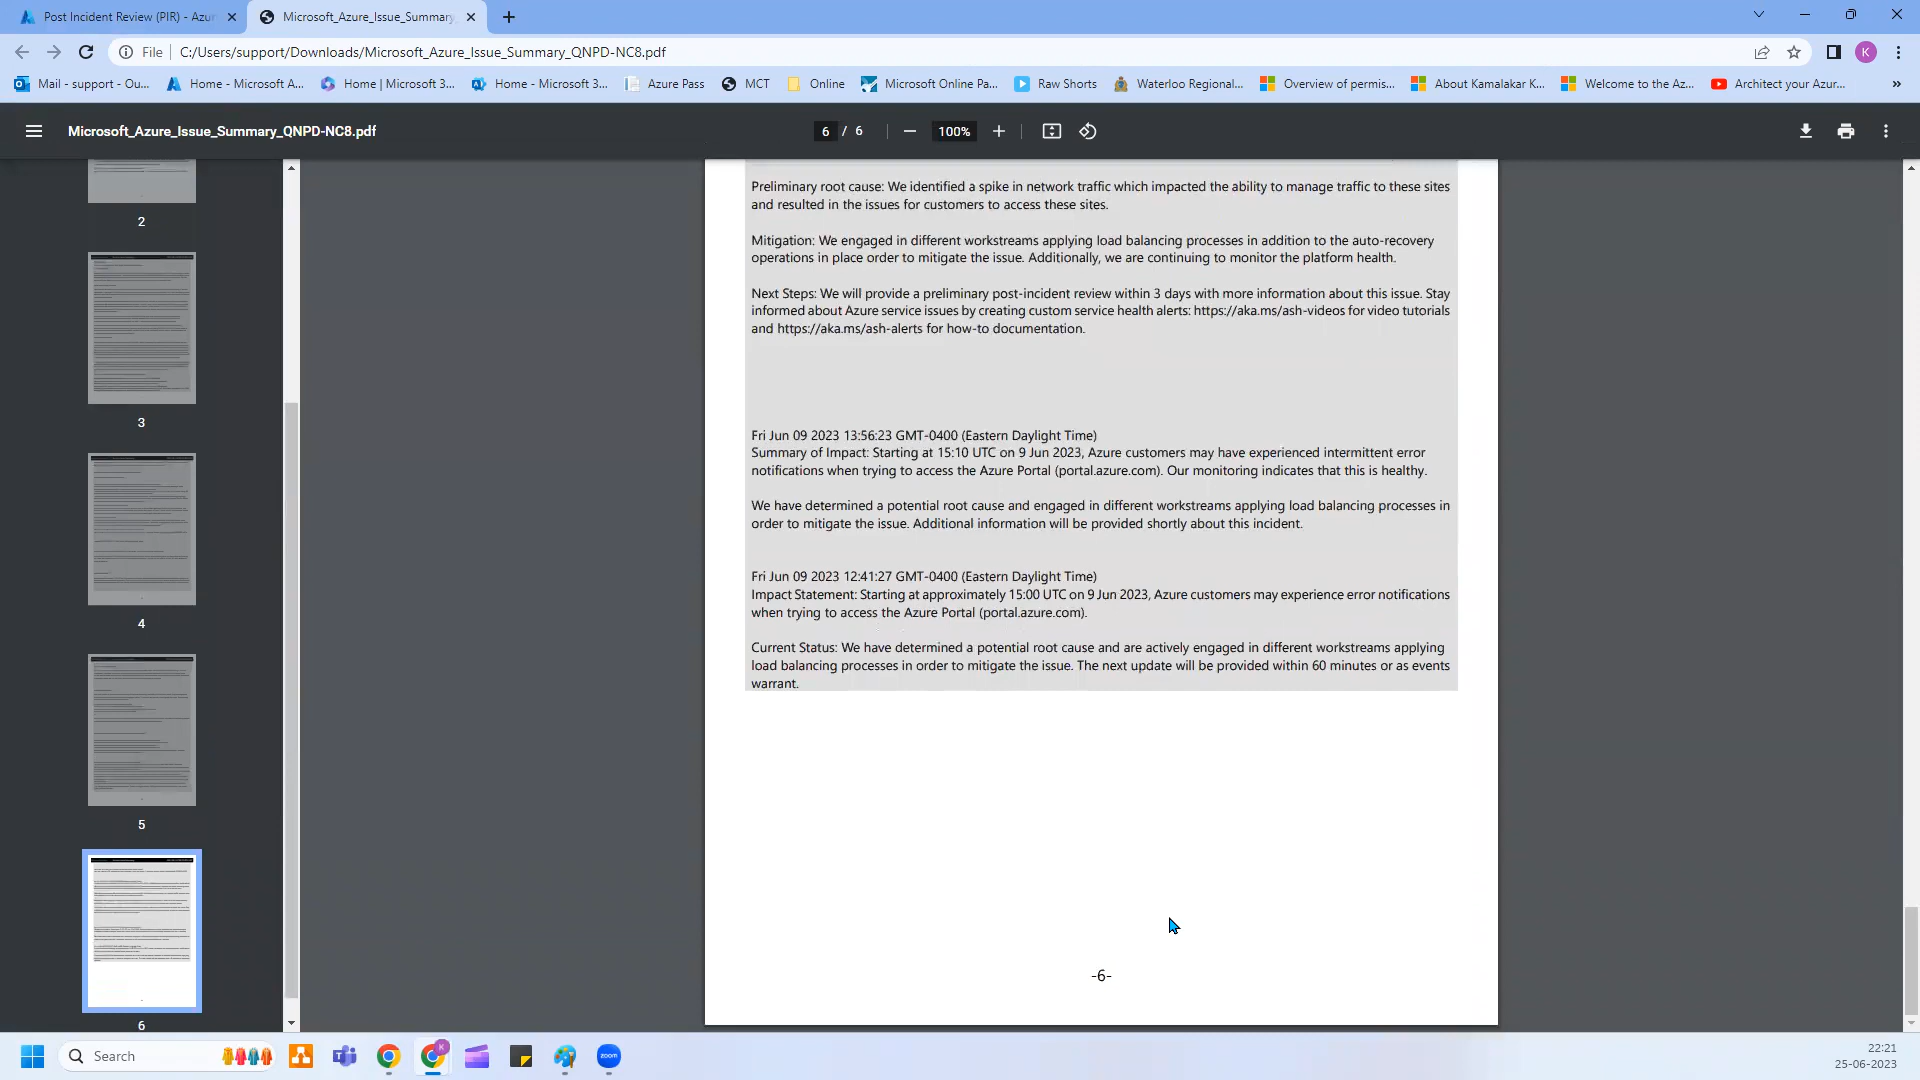 Post Incident Review (PIR) - Azu
Microsoft_Azure_Issue_Summary
File
C:/Users/support/Downloads/Microsoft_Azure_Issue_Summary_QNPD-NC8.pdf
K
Mail - support - Ou...
Home - Microsoft A...
Home | Microsoft 3...
Home - Microsoft 3...
Azure Pass
MCT
Online
Microsoft Online Pa...
Raw Shorts
Waterloo Regional...
Overview of permis...
About Kamalakar K...
Welcome to the Az...
Architect your Azur...
»
Microsoft_Azure_Issue_Summary_QNPD-NC8.pdf
6 / 6
100%
2
3
4
5
6
Preliminary root cause: We identified a spike in network traffic which impacted the ability to manage traffic to these sites
and resulted in the issues for customers to access these sites.
Mitigation: We engaged in different workstreams applying load balancing processes in addition to the auto-recovery
operations in place order to mitigate the issue. Additionally, we are continuing to monitor the platform health.
Next Steps: We will provide a preliminary post-incident review within 3 days with more information about this issue. Stay
informed about Azure service issues by creating custom service health alerts: https://aka.ms/ash-videos for video tutorials
and https://aka.ms/ash-alerts for how-to documentation.
Fri Jun 09 2023 13:56:23 GMT-0400 (Eastern Daylight Time)
Summary of Impact: Starting at 15:10 UTC on 9 Jun 2023, Azure customers may have experienced intermittent error
notifications when trying to access the Azure Portal (portal.azure.com). Our monitoring indicates that this is healthy.
We have determined a potential root cause and engaged in different workstreams applying load balancing processes in
order to mitigate the issue. Additional information will be provided shortly about this incident.
Fri Jun 09 2023 12:41:27 GMT-0400 (Eastern Daylight Time)
Impact Statement: Starting at approximately 15:00 UTC on 9 Jun 2023, Azure customers may experience error notifications
when trying to access the Azure Portal (portal.azure.com).
Current Status: We have determined a potential root cause and are actively engaged in different workstreams applying
load balancing processes in order to mitigate the issue. The next update will be provided within 60 minutes or as events
warrant.
-6-
Search
K
zoom
22:21
25-06-2023